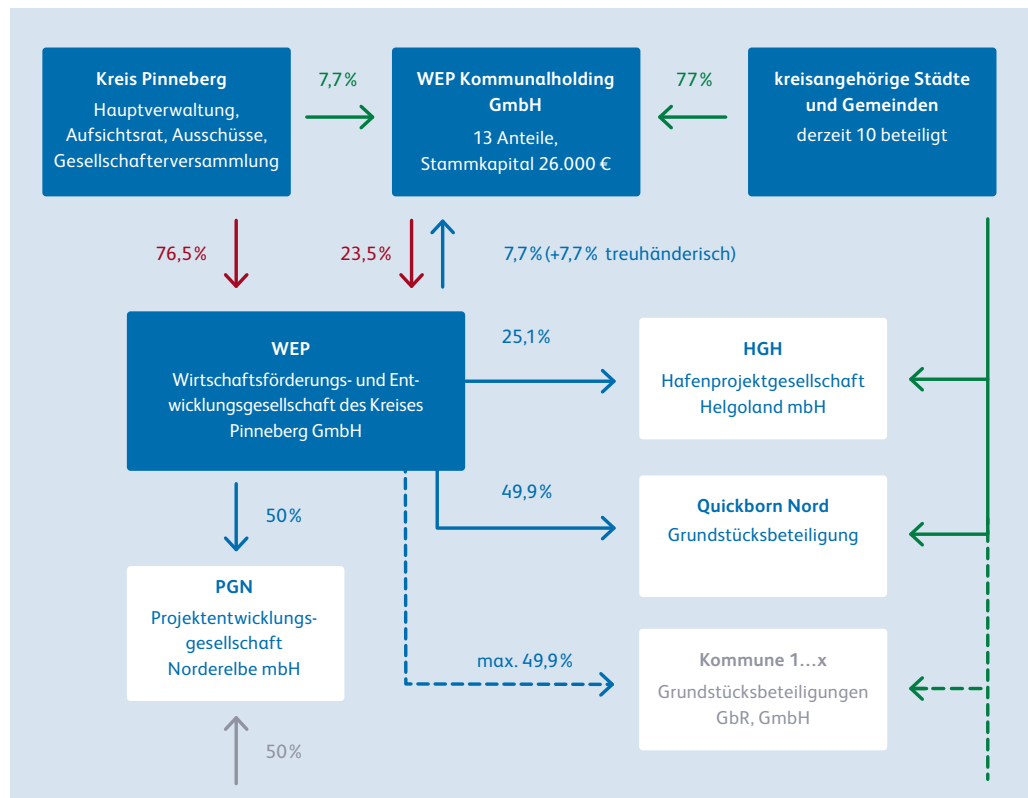 Kreis Pinneberg
Hauptverwaltung,
Aufsichtsrat, Ausschüsse,
Gesellschafterversammlung
7,7%
WEP Kommunalholding
GmbH
13 Anteile,
Stammkapital 26.000 €
77%
kreisangehörige Städte
und Gemeinden
derzeit 10 beteiligt
76,5%
23,5%
7,7% (+7,7% treuhänderisch)
WEP
Wirtschaftsförderungs- und Ent-
wicklungsgesellschaft des Kreises
Pinneberg GmbH
25,1%
HGH
Hafenprojektgesellschaft
Helgoland mbH
49,9%
Quickborn Nord
Grundstücksbeteiligung
50%
PGN
Projektentwicklungs-
gesellschaft
Norderelbe mbH
max. 49,9%
Kommune 1...x
Grundstücksbeteiligungen
GbR, GmbH
50%